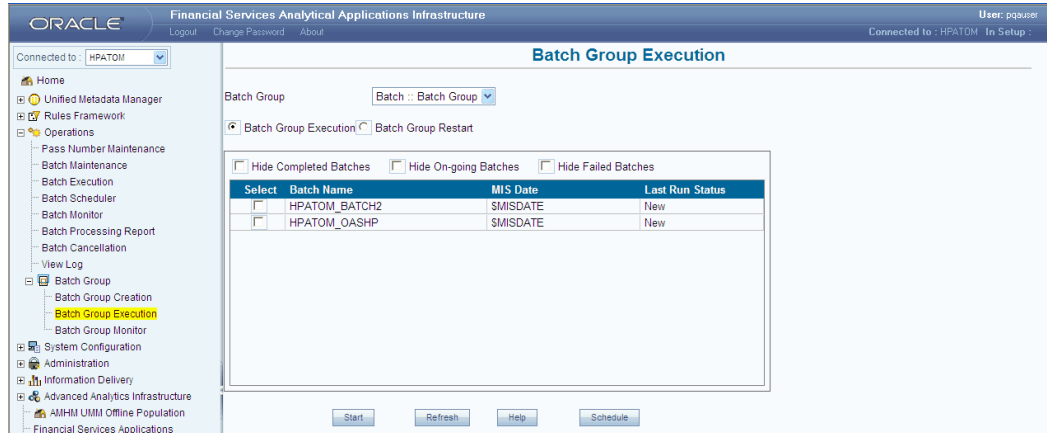 ORACLE
Financial Services Analytical Applications Infrastructure
User: pqauser
Logout Change Password About
Connected to : HPATOM In Setup :
Connected to : HPATOM
Home
Unified Metadata Manager
Rules Framework
Operations
Pass Number Maintenance
Batch Maintenance
Batch Execution
Batch Scheduler
Batch Monitor
Batch Processing Report
Batch Cancellation
View Log
Batch Group
Batch Group Creation
Batch Group Execution
Batch Group Monitor
System Configuration
Administration
Information Delivery
Advanced Analytics Infrastructure
AMHM UMM Offline Population
Financial Services Applications
Batch Group Execution
Batch Group Batch :: Batch Group
Batch Group Execution Batch Group Restart
Hide Completed Batches Hide On-going Batches Hide Failed Batches
Select Batch Name MIS Date Last Run Status
HPATOM_BATCH2 $MISDATE New
HPATOM_OASHP $MISDATE New
Start Refresh Help Schedule